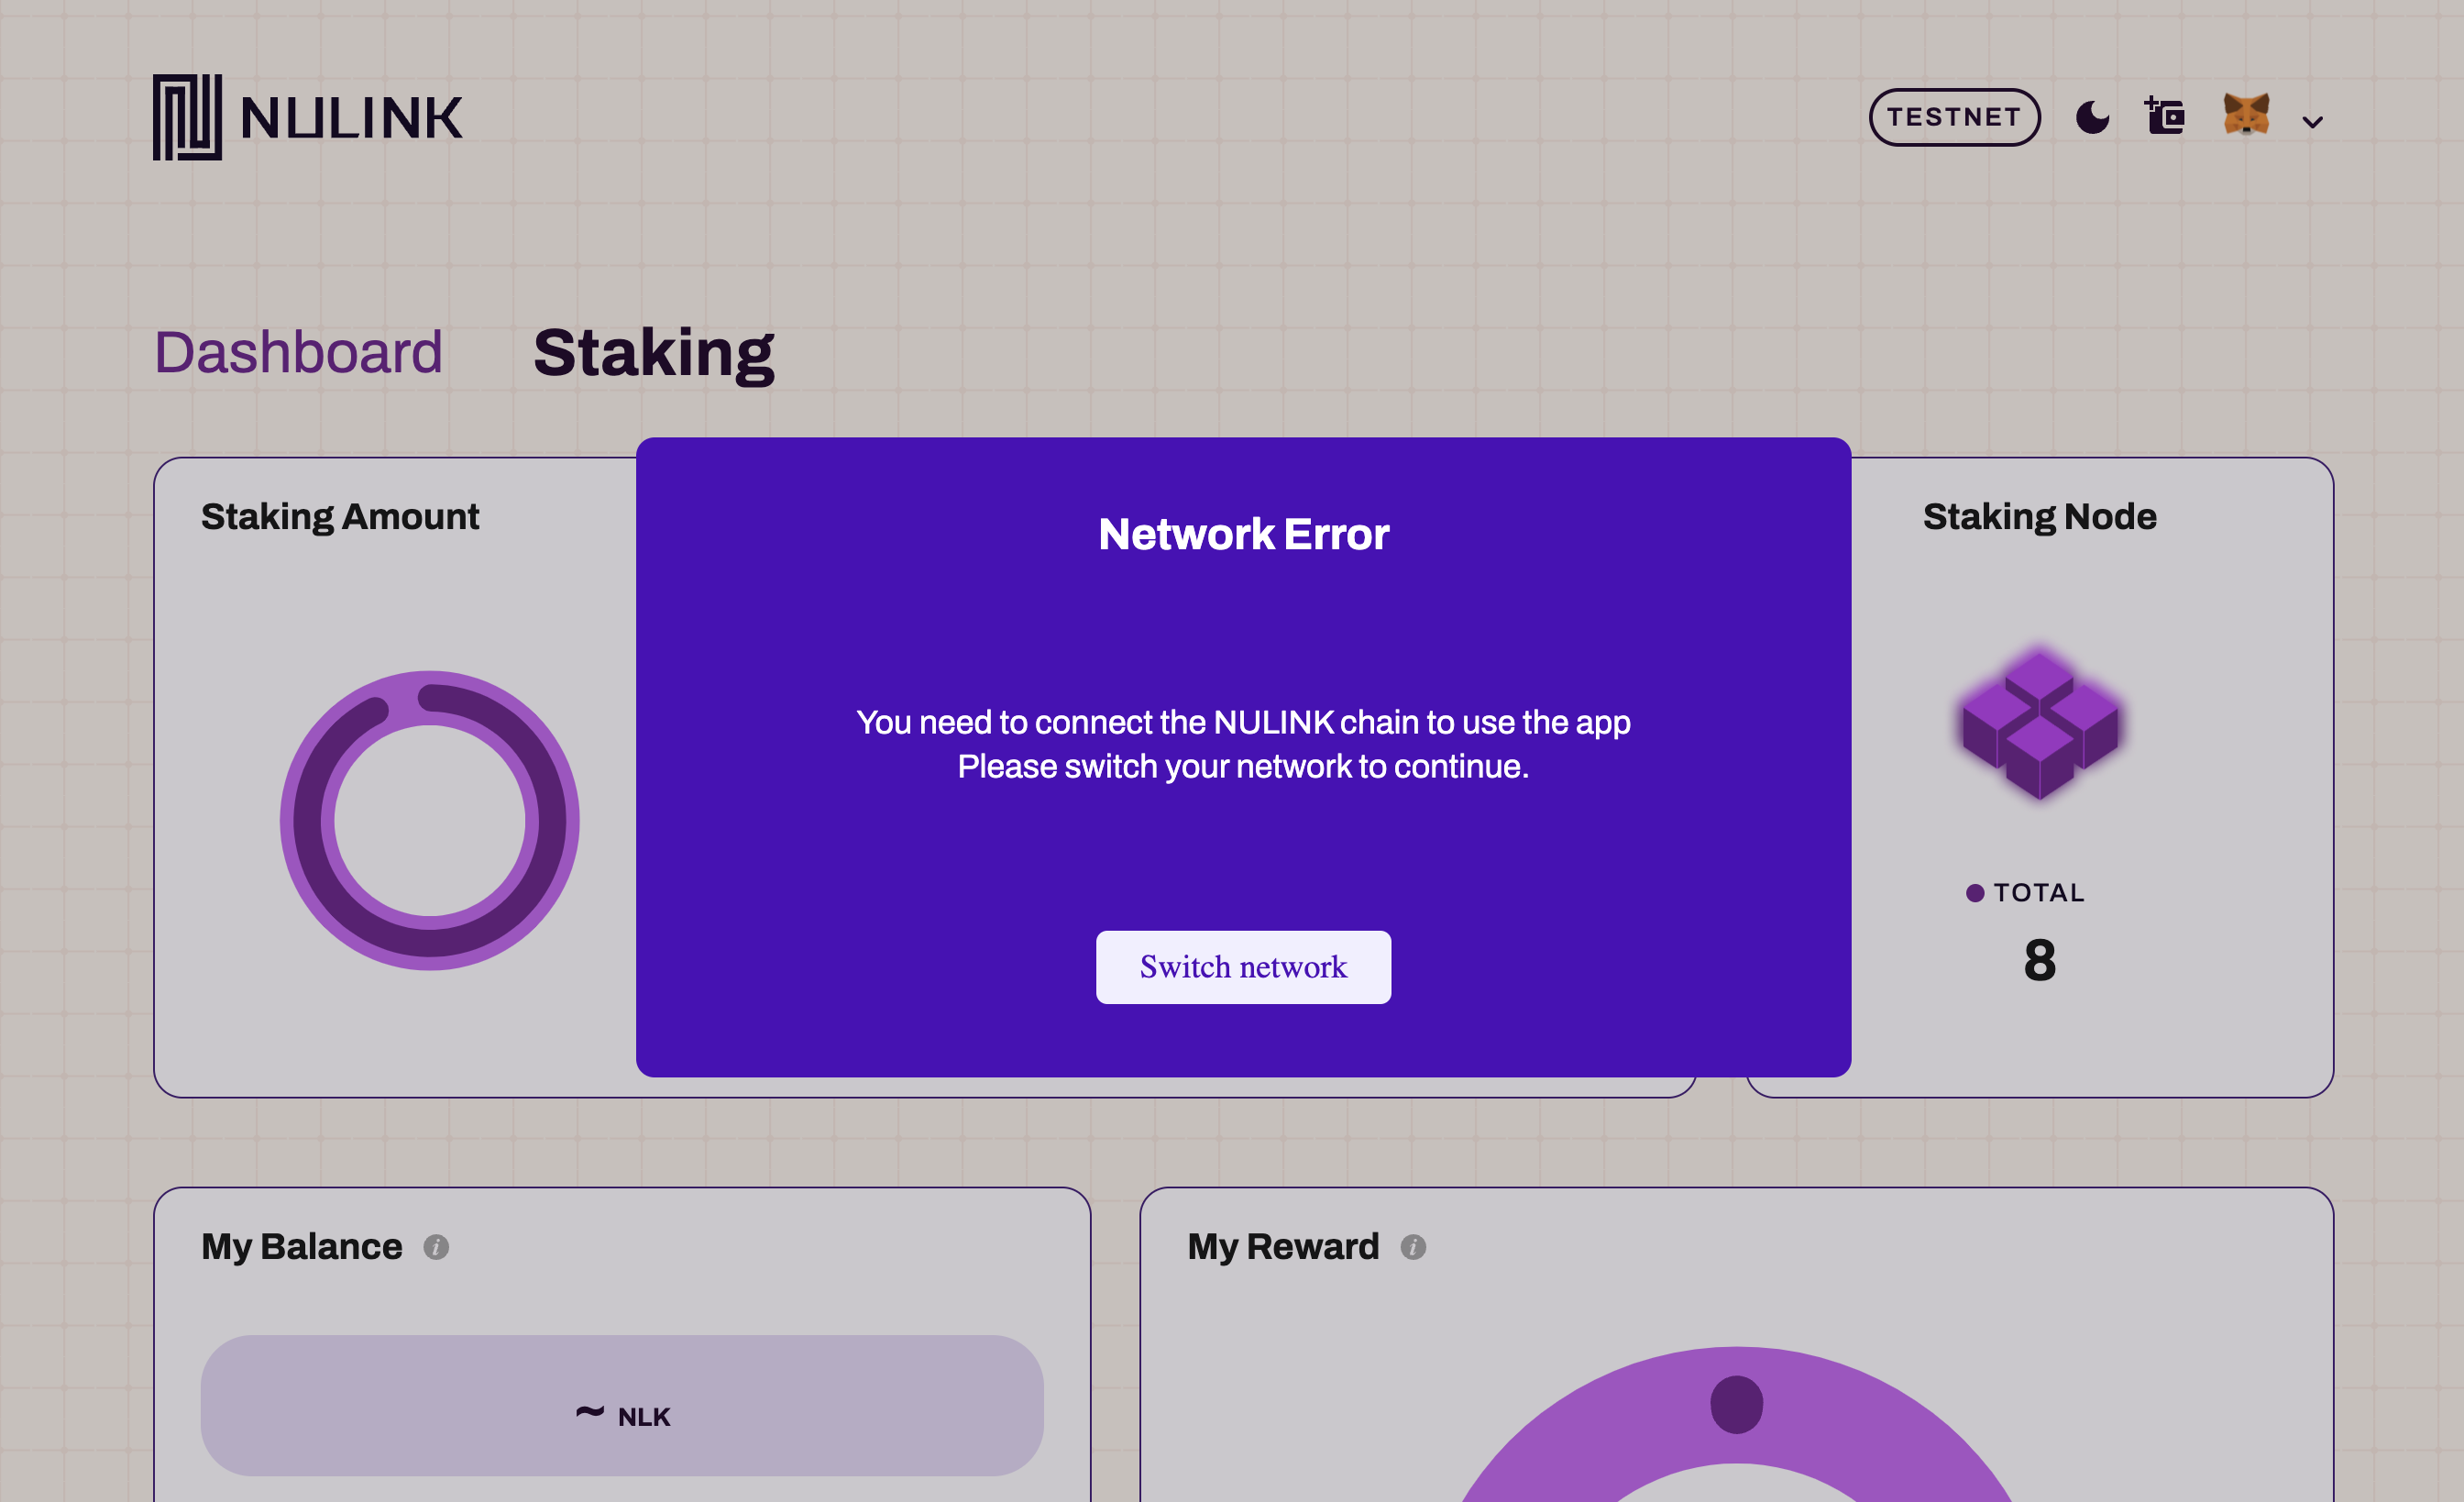 NULINK
TESTNET
Dashboard
Staking
Staking Amount
Network Error
You need to connect the NULINK chain to use the app
Please switch your network to continue.
Switch network
Staking Node
TOTAL
8
My Balance
~ NLK
My Reward